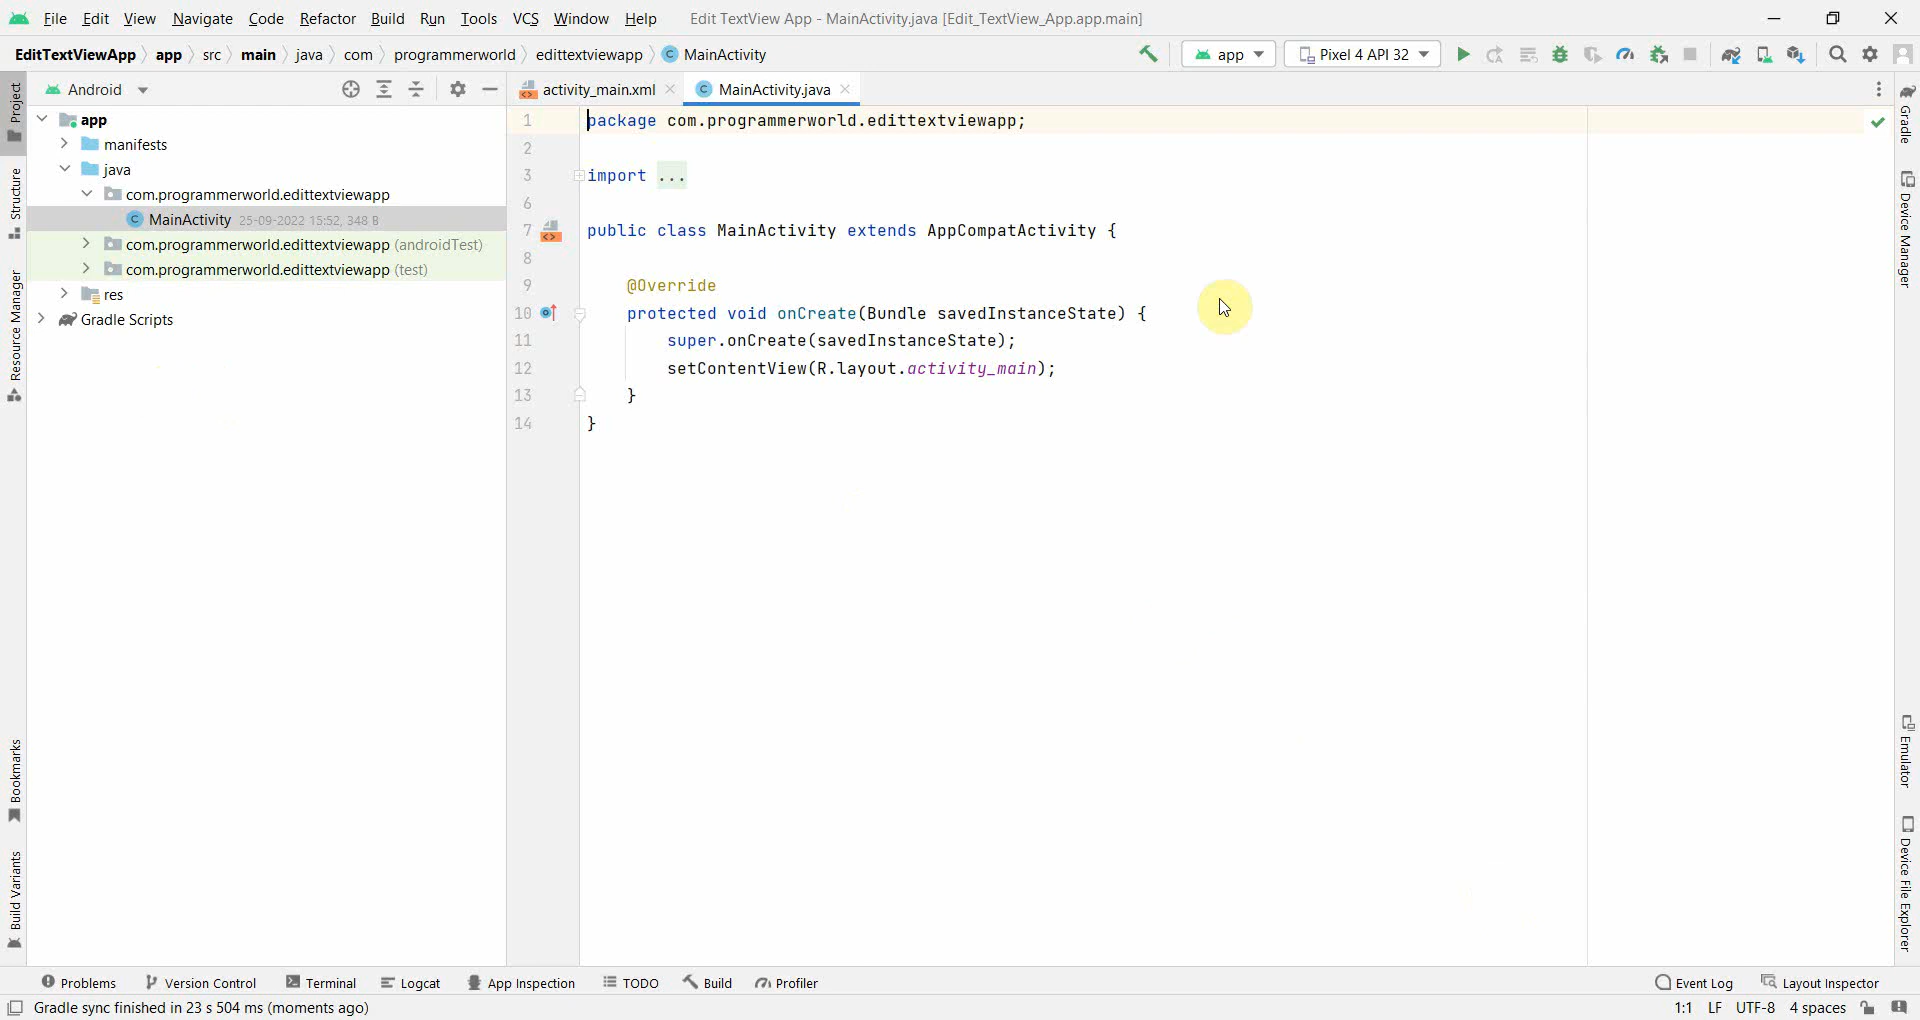 File Edit View Navigate Code Refactor Build Run Tools VCS Window Help Edit TextView App - MainActivity.java [Edit_TextView_App.app.main]
EditTextViewApp app src main java com programmerworld edittextviewapp C MainActivity app Pixel 4 API 32
Android activity_main.xml C MainActivity.java
Project
Structure
Resource Manager
Bookmarks
Build Variants
app
manifests
java
com.programmerworld.edittextviewapp
C MainActivity 25-09-2022 15:52, 348 B
com.programmerworld.edittextviewapp (androidTest)
com.programmerworld.edittextviewapp (test)
res
Gradle Scripts
1 package com.programmerworld.edittextviewapp;
2
3 import ...
6
7 public class MainActivity extends AppCompatActivity {
8
9 @Override
10 protected void onCreate(Bundle savedInstanceState) {
11 super.onCreate(savedInstanceState);
12 setContentView(R.layout.activity_main);
13 }
14 }
Gradle
Device Manager
Emulator
Device File Explorer
Problems Version Control Terminal Logcat App Inspection TODO Build Profiler Event Log Layout Inspector
Gradle sync finished in 23 s 504 ms (moments ago) 1:1 LF UTF-8 4 spaces